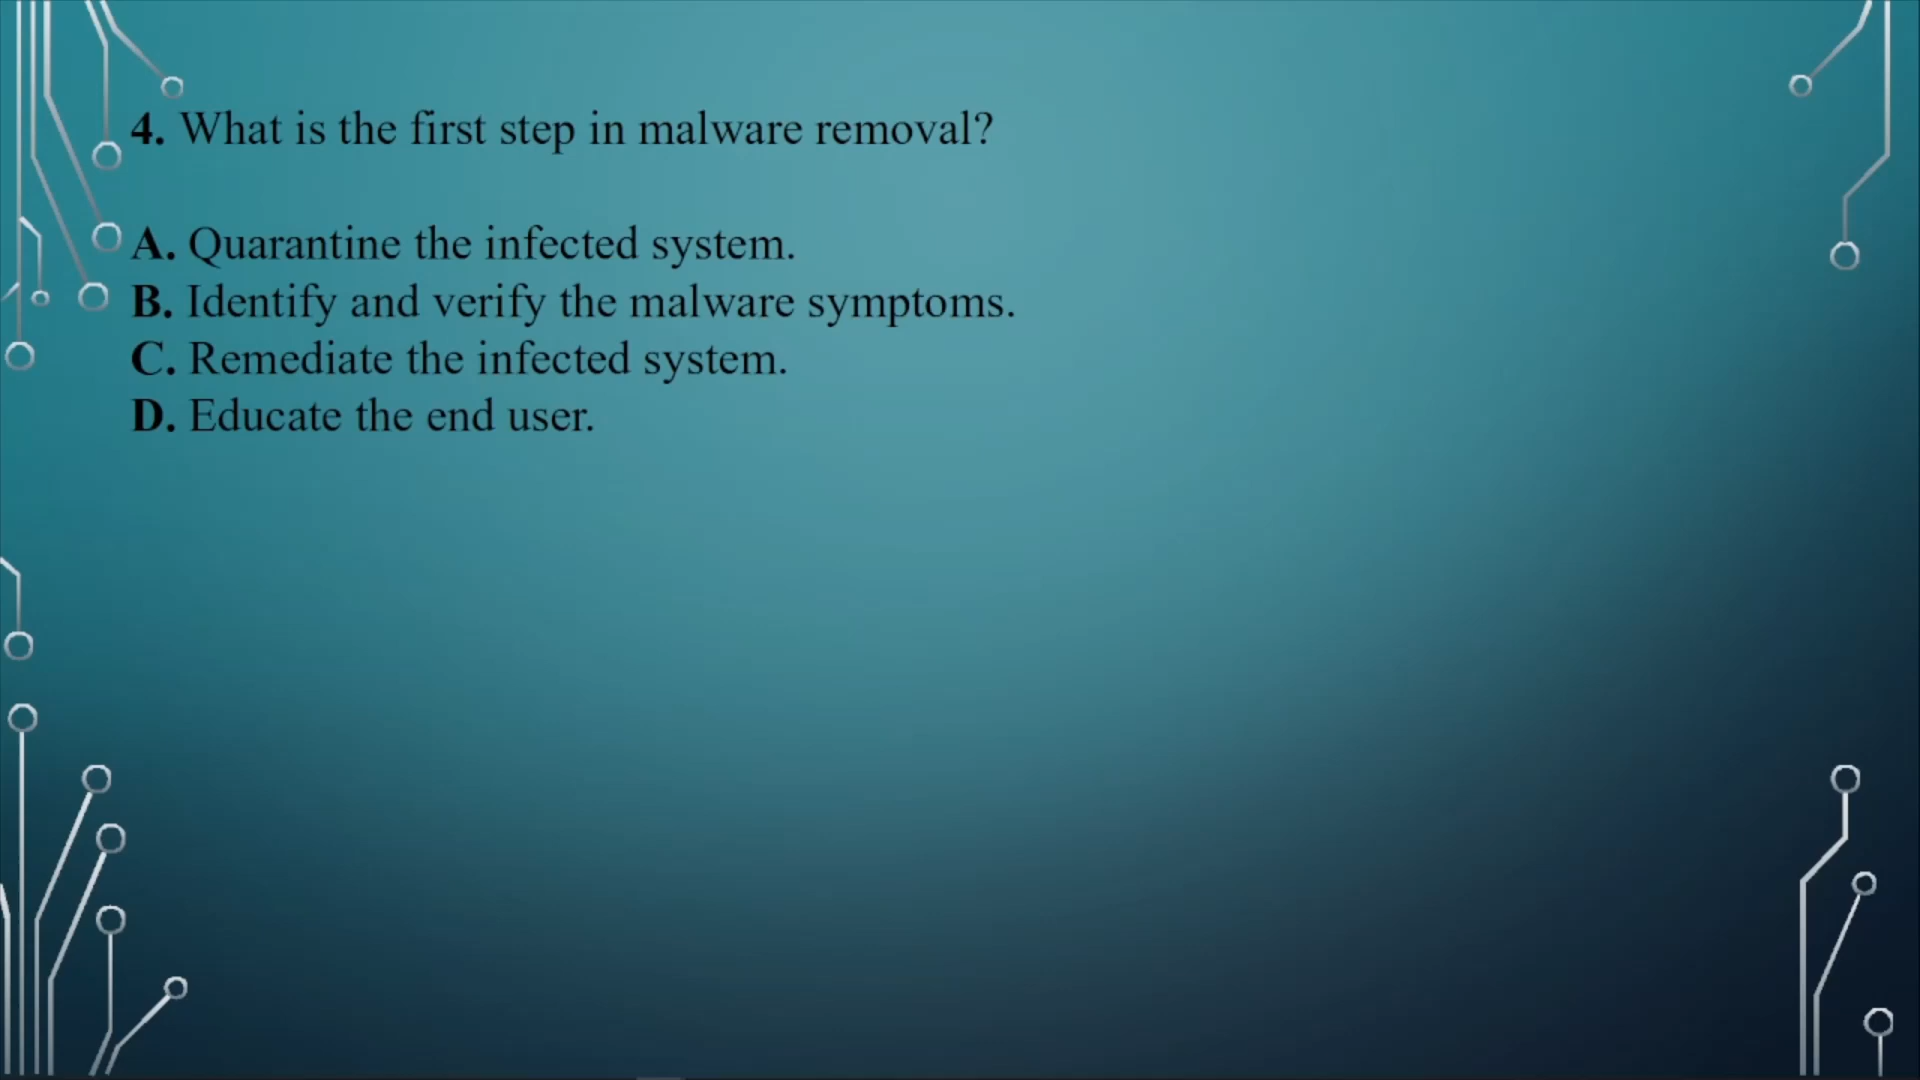 4. What is the first step in malware removal?
A. Quarantine the infected system.
B. Identify and verify the malware symptoms.
C. Remediate the infected system.
D. Educate the end user.